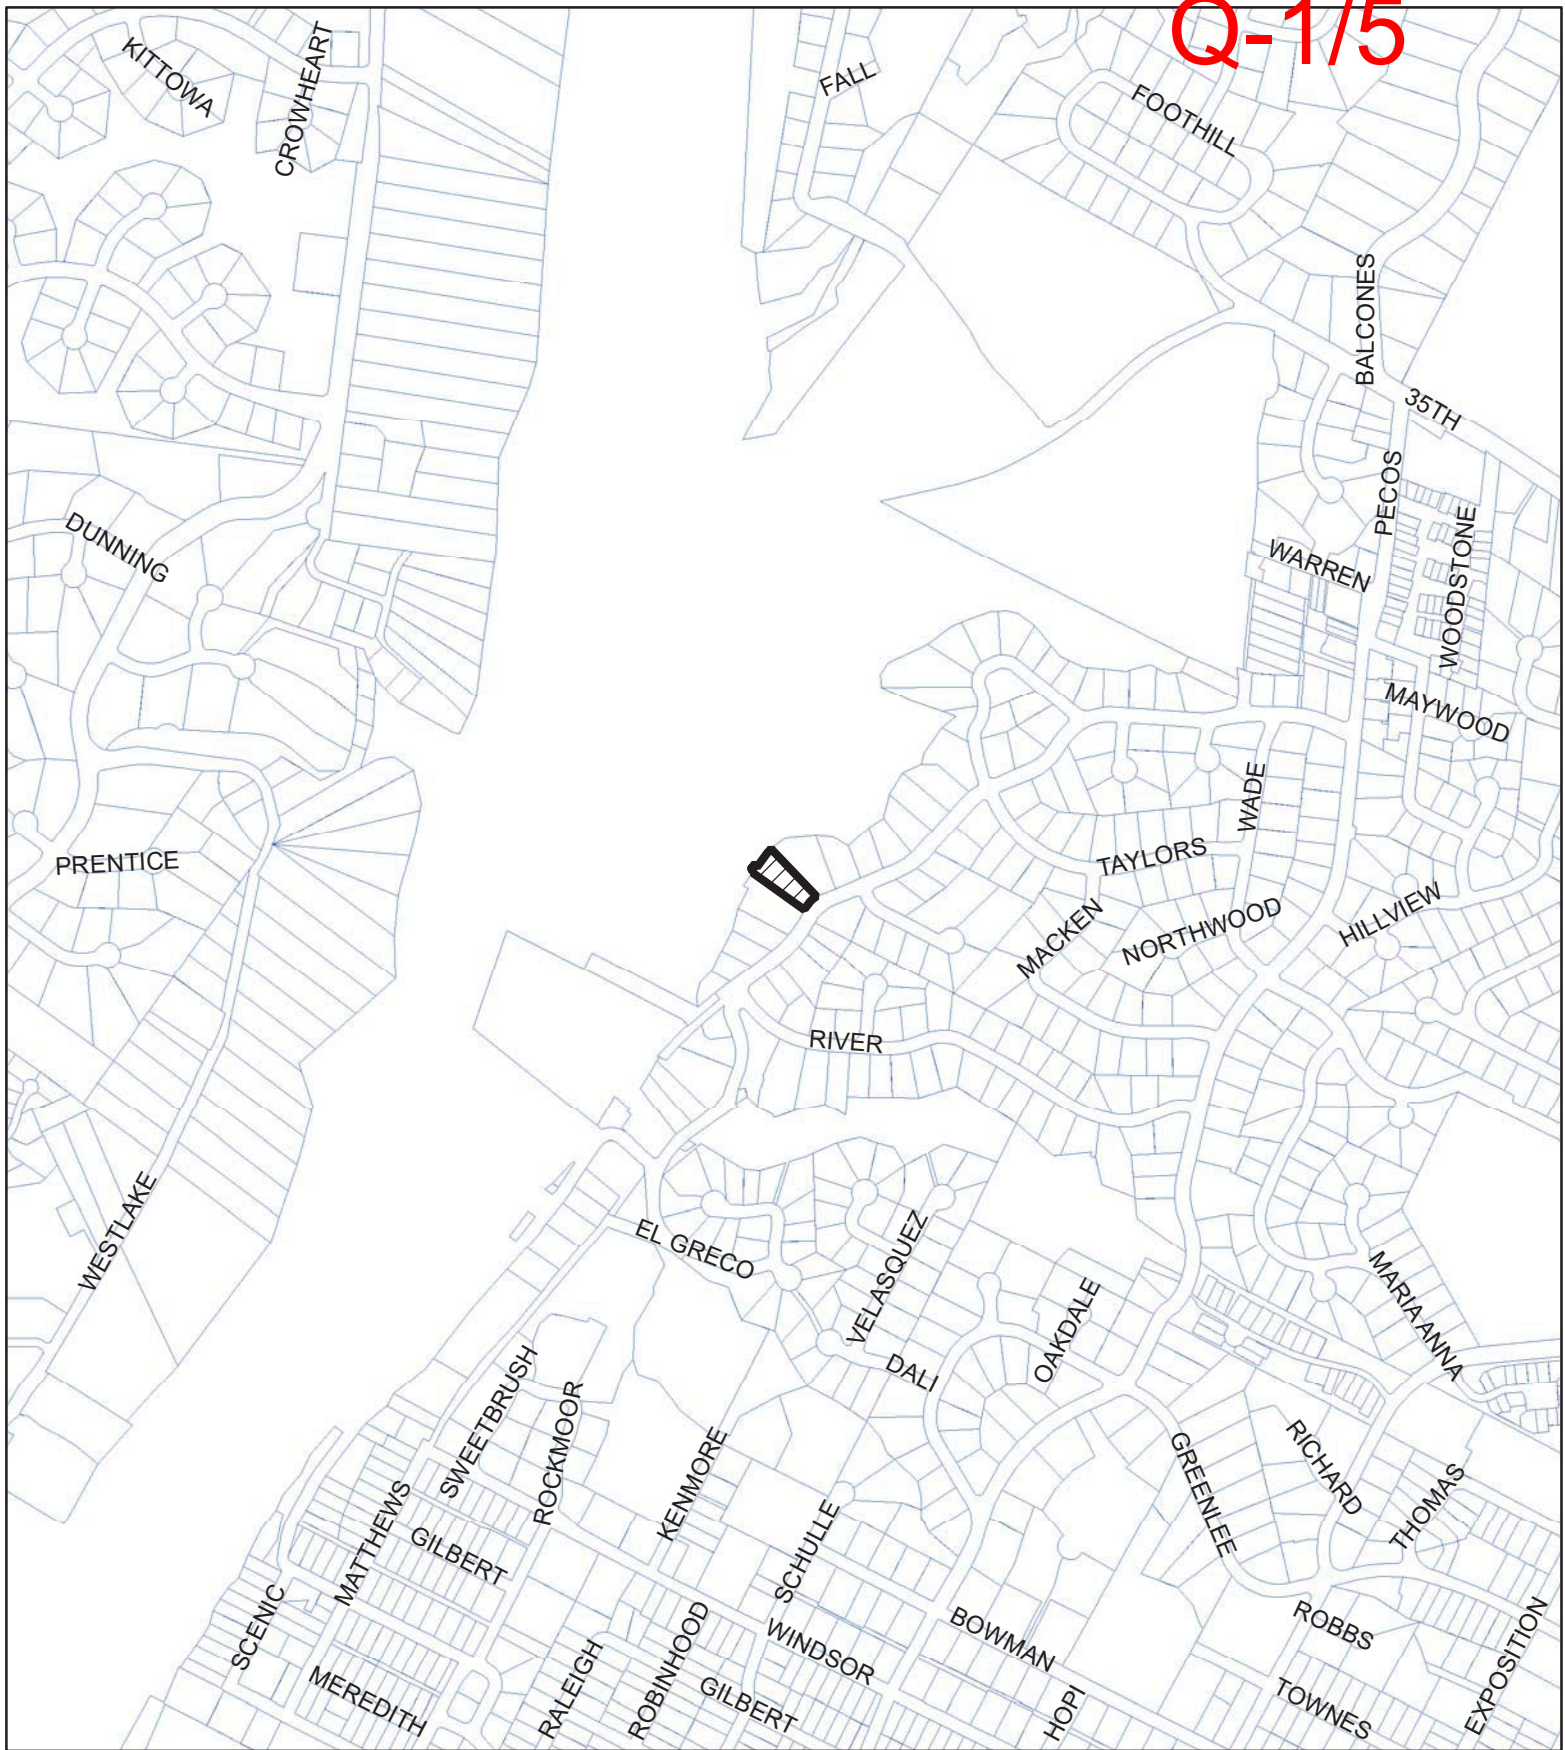 Q-1/5
KITTOWA
CROWHEART
FALL
FOOTHILL
BALCONES
35TH
PECOS
DUNNING
WARREN
WOODSTONE
MAYWOOD
WADE
PRENTICE
TAYLORS
MACKEN
NORTHWOOD
HILLVIEW
RIVER
WESTLAKE
EL GRECO
VELASQUEZ
OAKDALE
MARIA ANNA
DALI
SWEETBRUSH
ROCKMOOR
KENMORE
GREENLEE
RICHARD
THOMAS
MATTHEWS
GILBERT
SCHULLE
SCENIC
BOWMAN
ROBBS
WINDSOR
EXPOSITION
MEREDITH
RALEIGH
ROBINHOOD
GILBERT
HOPI
TOWNES